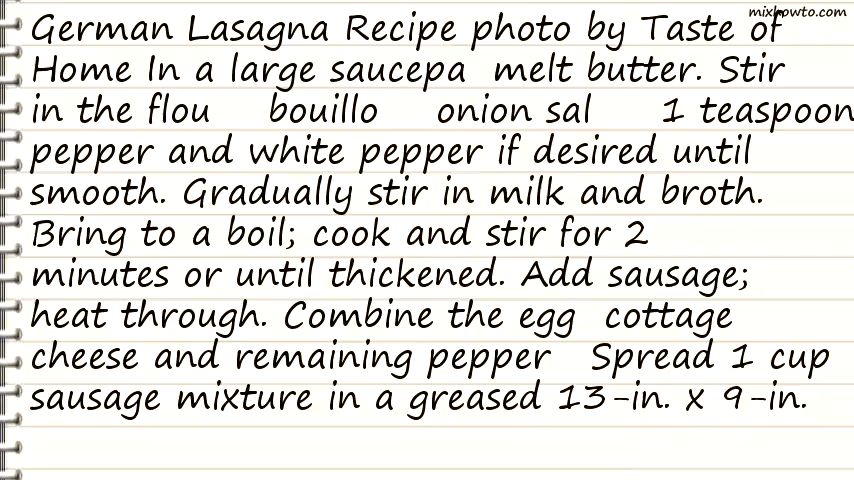 mixhowto.com
German Lasagna Recipe photo by Taste of
Home In a large saucepa melt butter. Stir
in the flou bouillo onion sal 1 teaspoon
pepper and white pepper if desired until
smooth. Gradually stir in milk and broth.
Bring to a boil; cook and stir for 2
minutes or until thickened. Add sausage;
heat through. Combine the egg cottage
cheese and remaining pepper Spread 1 cup
sausage mixture in a greased 13-in. x 9-in.